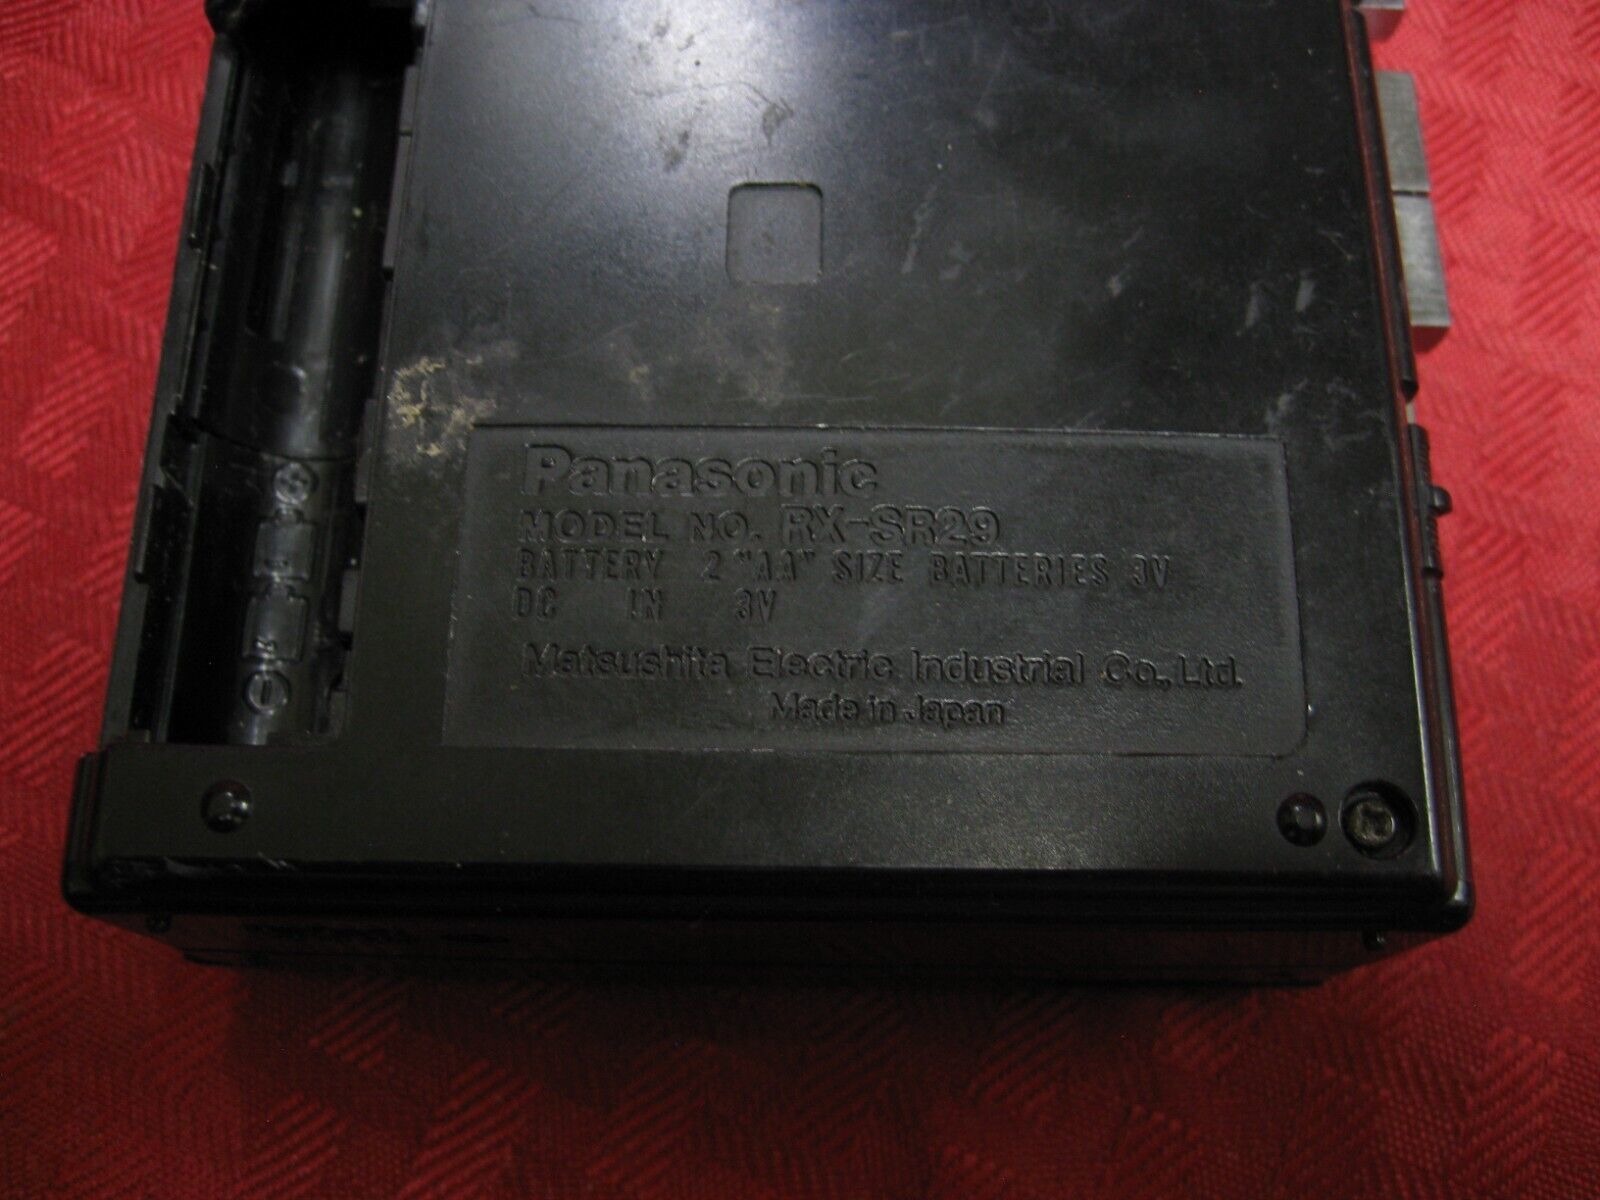 Panasonic
MODEL NO. RX-SR29
BATTERY 2 "AA" SIZE BATTERIES 3V
DC IN 3V
Matsushita Electric Industrial Co., Ltd.
Made in Japan